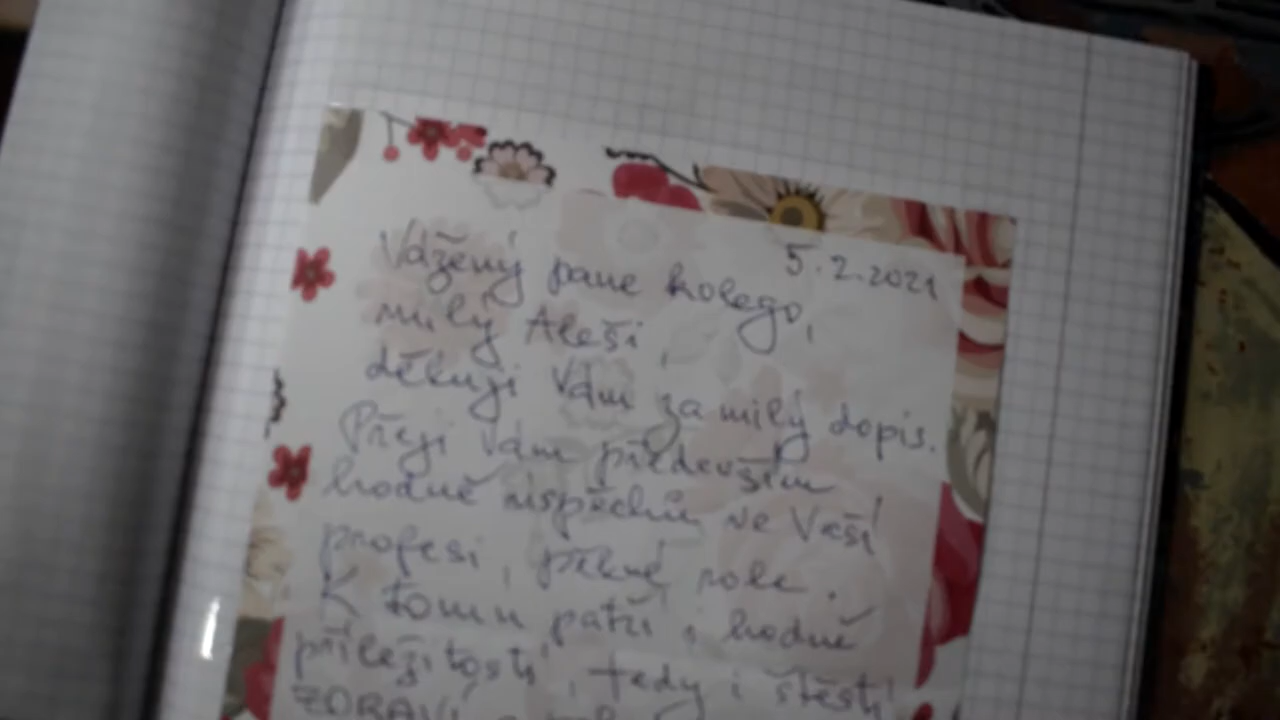 5.2.2021
Vážený pane kolego,
milý Aleši,
děkuji Vám za milý dopis.
Přeji Vám především
hodně úspěchů ve Vaší
profesi, pěkné role.
K tomu patří i hodně
příležitostí, tedy i štěstí
ZDRAVÍ